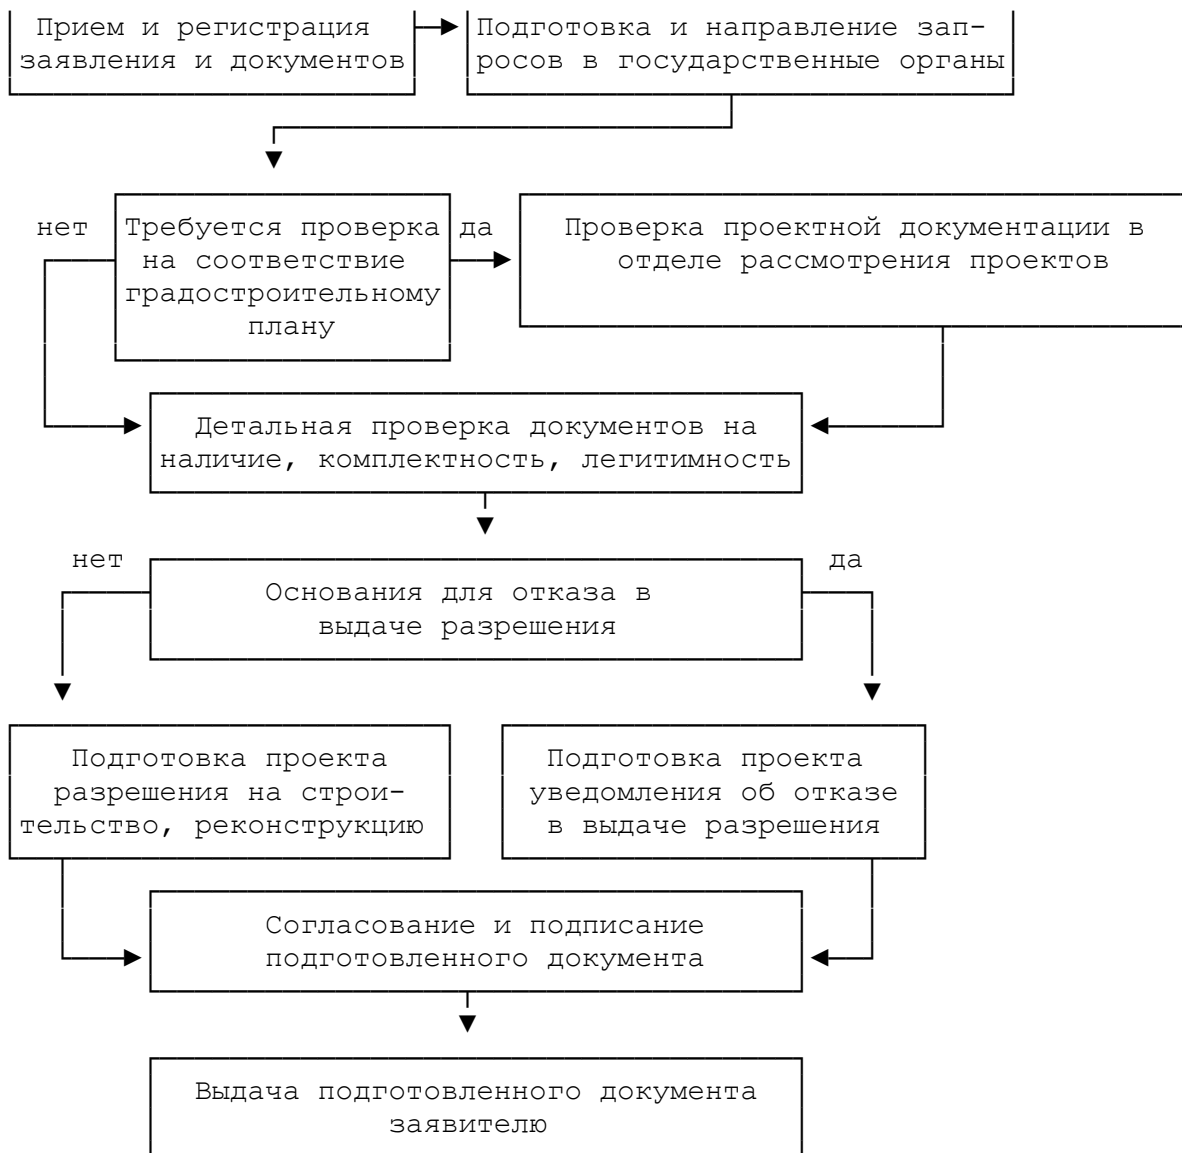 Прием и регистрация
заявления и документов
Подготовка и направление зап-
росов в государственные органы
нет
Требуется проверка
на соответствие
градостроительному
плану
да
Проверка проектной документации в
отделе рассмотрения проектов
Детальная проверка документов на
наличие, комплектность, легитимность
нет
Основания для отказа в
выдаче разрешения
да
Подготовка проекта
разрешения на строи-
тельство, реконструкцию
Подготовка проекта
уведомления об отказе
в выдаче разрешения
Согласование и подписание
подготовленного документа
Выдача подготовленного документа
заявителю